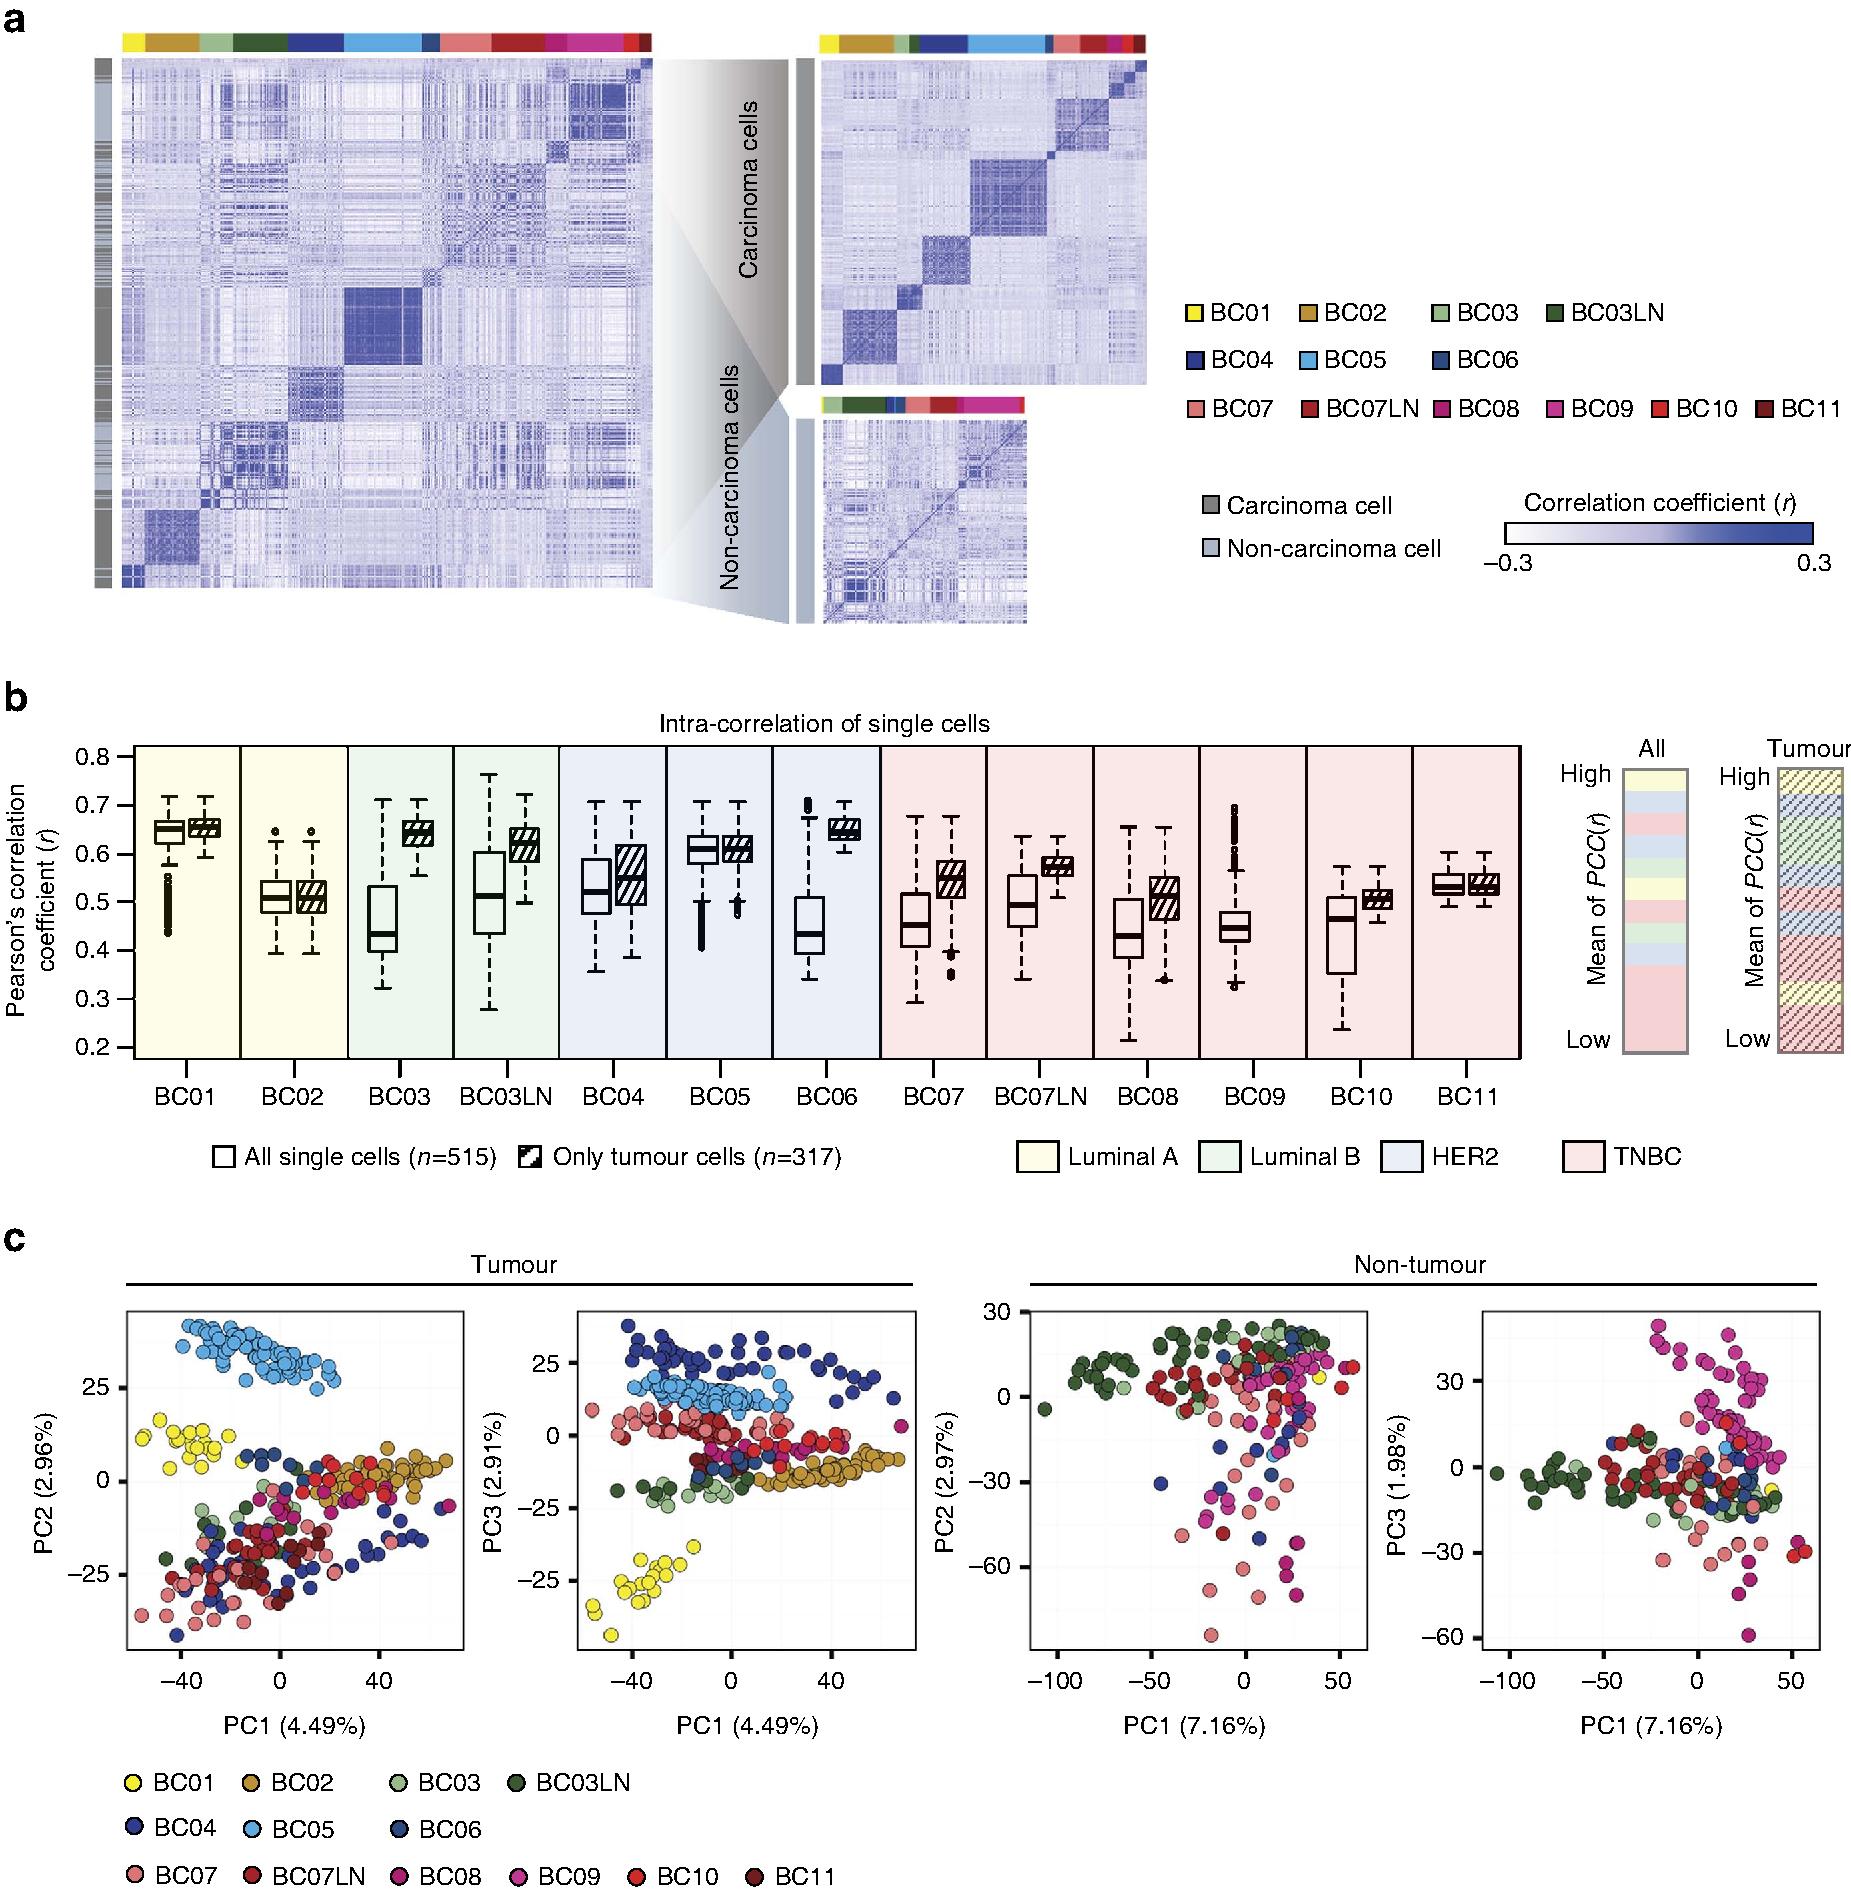 a
Carcinoma cells
Non-carcinoma cells
BC01 BC02 BC03 BC03LN
BC04 BC05 BC06
BC07 BC07LN BC08 BC09 BC10 BC11
Carcinoma cell
Non-carcinoma cell
Correlation coefficient (r)
–0.3 0.3
b
Intra-correlation of single cells
Pearson's correlation
coefficient (r)
0.8
0.7
0.6
0.5
0.4
0.3
0.2
BC01 BC02 BC03 BC03LN BC04 BC05 BC06 BC07 BC07LN BC08 BC09 BC10 BC11
All Tumour
High High
Mean of PCC(r) Mean of PCC(r)
Low Low
All single cells (n=515) Only tumour cells (n=317) Luminal A Luminal B HER2 TNBC
c
Tumour Non-tumour
PC2 (2.96%)
25
0
–25
–40 0 40
PC1 (4.49%)
PC3 (2.91%)
25
0
–25
–25
–40 0 40
PC1 (4.49%)
PC2 (2.97%)
30
0
–30
–60
–100 –50 0 50
PC1 (7.16%)
PC3 (1.98%)
30
0
–30
–60
–100 –50 0 50
PC1 (7.16%)
BC01 BC02 BC03 BC03LN
BC04 BC05 BC06
BC07 BC07LN BC08 BC09 BC10 BC11